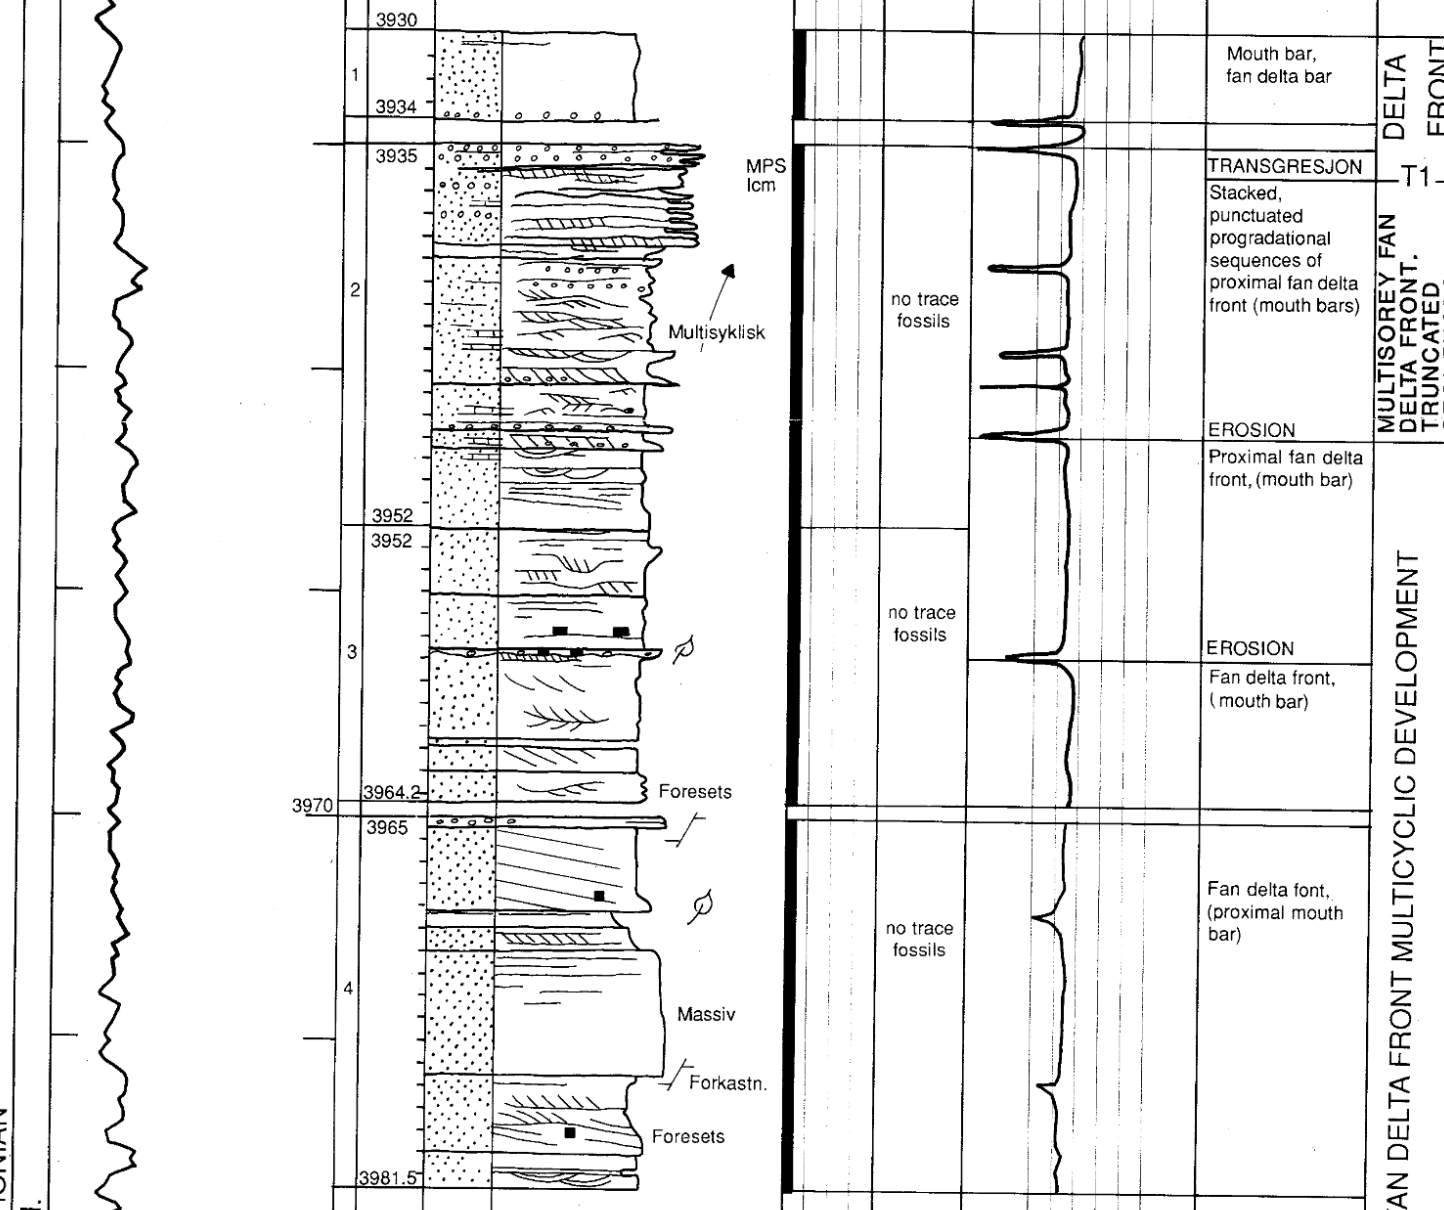 3930
1
3934
3935
2
3952
3952
3
3970
3964.2
3965
4
3981.5
MPS
Icm
Multisyklisk
Foresets
Massiv
Forkastn.
Foresets
no trace
fossils
no trace
fossils
no trace
fossils
Mouth bar,
fan delta bar
TRANSGRESJON
Stacked,
punctuated
progradational
sequences of
proximal fan delta
front (mouth bars)
EROSION
Proximal fan delta
front, (mouth bar)
EROSION
Fan delta front,
(mouth bar)
Fan delta font,
(proximal mouth
bar)
DELTA
FRONT
T1
MULTISOREY FAN
DELTA FRONT.
TRUNCATED
AN DELTA FRONT MULTICYCLIC DEVELOPMENT